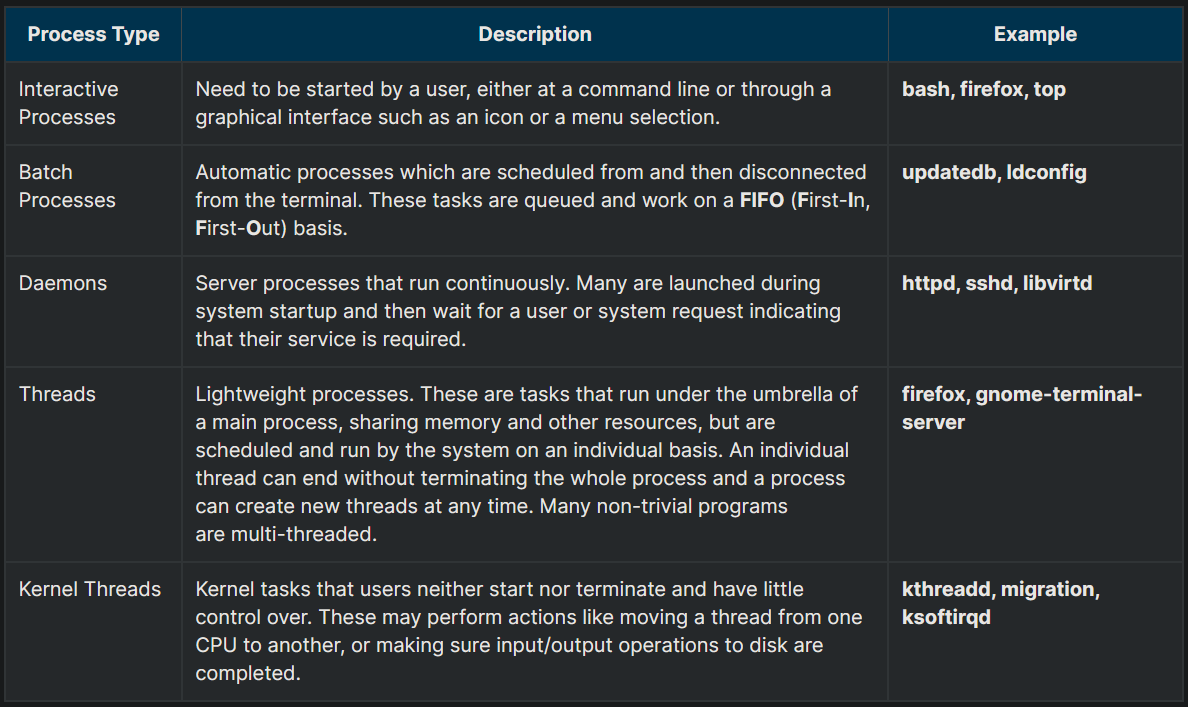 Process Type
Description
Example
Interactive
Processes
Need to be started by a user, either at a command line or through a
graphical interface such as an icon or a menu selection.
bash, firefox, top
Batch
Processes
Automatic processes which are scheduled from and then disconnected
from the terminal. These tasks are queued and work on a FIFO (First-In,
First-Out) basis.
updatedb, ldconfig
Daemons
Server processes that run continuously. Many are launched during
system startup and then wait for a user or system request indicating
that their service is required.
httpd, sshd, libvirtd
Threads
Lightweight processes. These are tasks that run under the umbrella of
a main process, sharing memory and other resources, but are
scheduled and run by the system on an individual basis. An individual
thread can end without terminating the whole process and a process
can create new threads at any time. Many non-trivial programs
are multi-threaded.
firefox, gnome-terminal-
server
Kernel Threads
Kernel tasks that users neither start nor terminate and have little
control over. These may perform actions like moving a thread from one
CPU to another, or making sure input/output operations to disk are
completed.
kthreadd, migration,
ksoftirqd